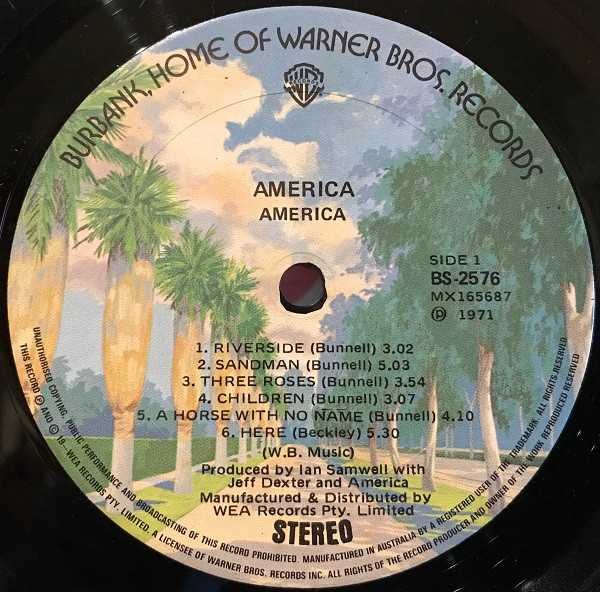 BURBANK, HOME OF WARNER BROS. RECORDS
RECORDS
AMERICA
AMERICA
SIDE 1
BS-2576
MX165687
Ⓟ 1971
1. RIVERSIDE (Bunnell) 3.02
2. SANDMAN (Bunnell) 5.03
3. THREE ROSES (Bunnell) 3.54
4. CHILDREN (Bunnell) 3.07
5. A HORSE WITH NO NAME (Bunnell) 4.10
6. HERE (Beckley) 5.30
(W.B. Music)
Produced by Ian Samwell with
Jeff Dexter and America
Manufactured & Distributed by
WEA Records Pty. Limited
STEREO
UNAUTHORISED COPYING, PUBLIC PERFORMANCE AND BROADCASTING OF THIS RECORD PROHIBITED. MANUFACTURED IN AUSTRALIA BY A REGISTERED USER OF THE TRADEMARK. ALL RIGHTS RESERVED
THIS RECORD Ⓟ AND © 19— WEA RECORDS PTY. LIMITED. A LICENSEE OF WARNER BROS. RECORDS INC. ALL RIGHTS OF THE RECORD PRODUCER AND OWNER OF THE WORK REPRODUCED RESERVED